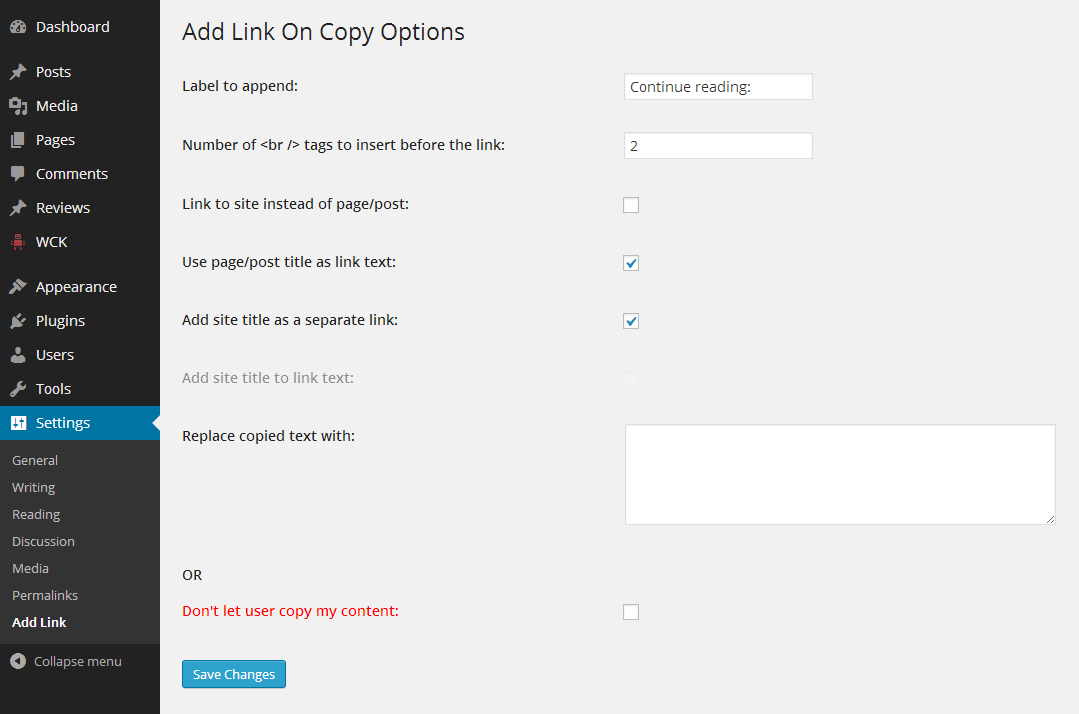 Dashboard
Posts
Media
Pages
Comments
Reviews
WCK
Appearance
Plugins
Users
Tools
Settings
General
Writing
Reading
Discussion
Media
Permalinks
Add Link
Collapse menu
Add Link On Copy Options
Label to append:
Continue reading:
Number of <br /> tags to insert before the link:
2
Link to site instead of page/post:
Use page/post title as link text:
Add site title as a separate link:
Add site title to link text:
Replace copied text with:
OR
Don't let user copy my content:
Save Changes